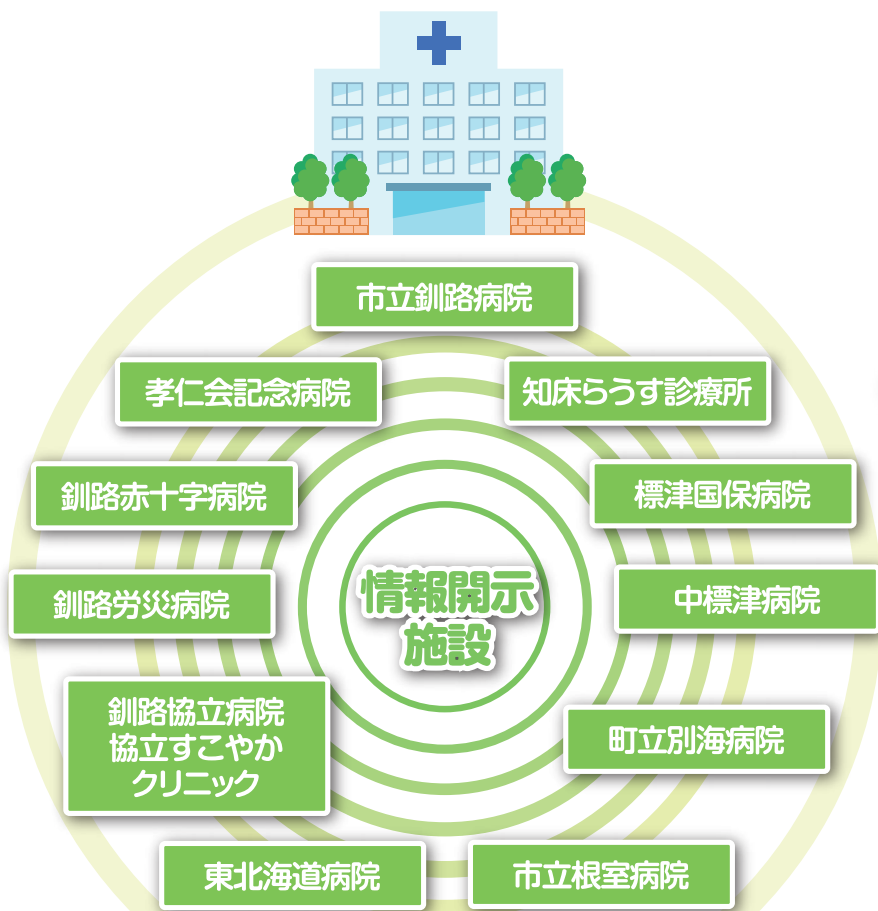 市立釧路病院
孝仁会記念病院
知床らうす診療所
釧路赤十字病院
標津国保病院
情報開示
施設
釧路労災病院
中標津病院
釧路協立病院
協立すこやか
クリニック
町立別海病院
東北海道病院
市立根室病院